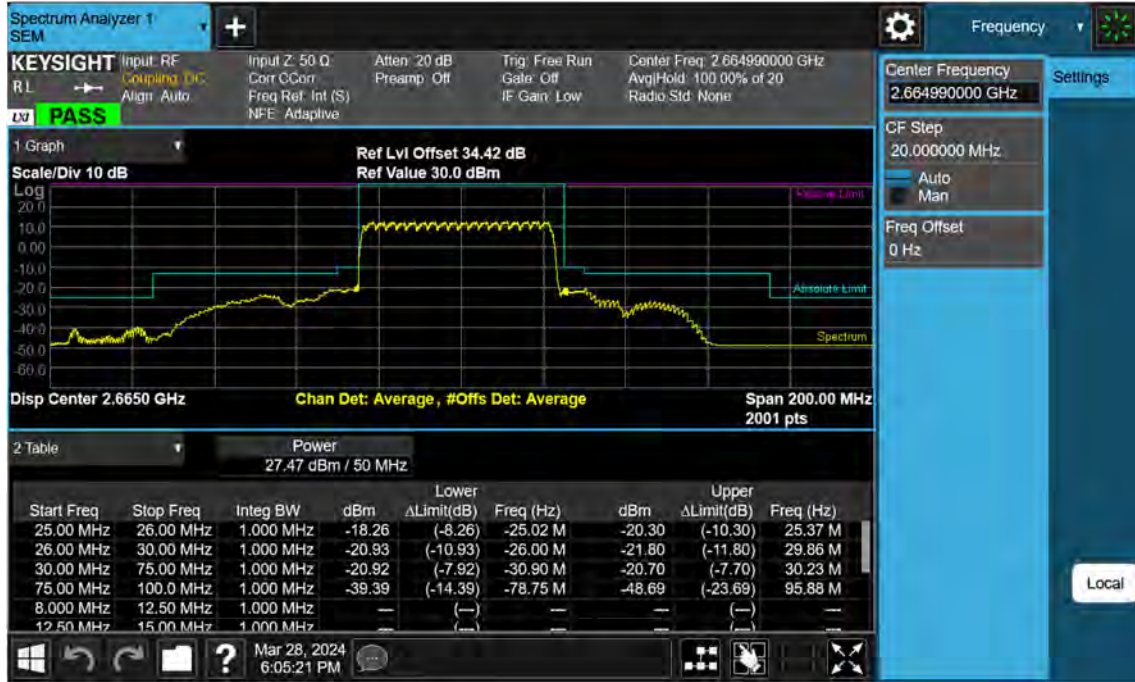 Spectrum Analyzer 1
SEM
+
Frequency
KEYSIGHT
RL
LXI
PASS
Input: RF
Coupling: DC
Align: Auto
Input Z: 50 Ω
Corr CCorr
Freq Ref: Int (S)
NFE: Adaptive
Atten: 20 dB
Preamp: Off
Trig: Free Run
Gate: Off
IF Gain: Low
Center Freq: 2.664990000 GHz
Avg|Hold: 100.00% of 20
Radio Std: None
Center Frequency
2.664990000 GHz
Settings
CF Step
20.000000 MHz
Auto
Man
Freq Offset
0 Hz
Local
1 Graph
Scale/Div 10 dB
Ref Lvl Offset 34.42 dB
Ref Value 30.0 dBm
Log
20.0
10.0
0.00
-10.0
-20.0
-30.0
-40.0
-50.0
-60.0
Relative Limit
Absolute Limit
Spectrum
Disp Center 2.6650 GHz
Chan Det: Average, #Offs Det: Average
Span 200.00 MHz
2001 pts
2 Table
Power
27.47 dBm / 50 MHz
Lower Upper
Start Freq Stop Freq Integ BW dBm ΔLimit(dB) Freq (Hz) dBm ΔLimit(dB) Freq (Hz)
25.00 MHz 26.00 MHz 1.000 MHz -18.26 (-8.26) -25.02 M -20.30 (-10.30) 25.37 M
26.00 MHz 30.00 MHz 1.000 MHz -20.93 (-10.93) -26.00 M -21.80 (-11.80) 29.86 M
30.00 MHz 75.00 MHz 1.000 MHz -20.92 (-7.92) -30.90 M -20.70 (-7.70) 30.23 M
75.00 MHz 100.0 MHz 1.000 MHz -39.39 (-14.39) -78.75 M -48.69 (-23.69) 95.88 M
8.000 MHz 12.50 MHz 1.000 MHz --- (---) --- --- (---) ---
12.50 MHz 15.00 MHz 1.000 MHz --- (---) --- --- (---) ---
?
Mar 28, 2024
6:05:21 PM